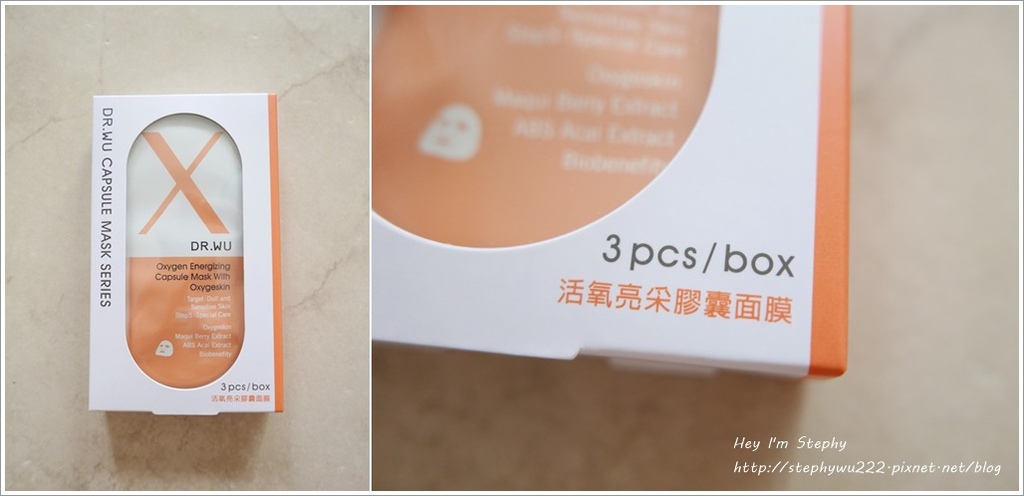 DR.WU CAPSULE MASK SERIES
X
DR.WU
Oxygen Energizing
Capsule Mask With
Oxygeskin
Target :Dull and
Sensitive Skin
Step5 :Special Care
Oxygeskin
Maqui Berry Extract
ABS Acai Extract
Biobenefity
3 pcs/box
活氧亮采膠囊面膜
Sensitive Skin
Step5 :Special Care
Oxygeskin
Maqui Berry Extract
ABS Acai Extract
Biobenefity
3 pcs/box
活氧亮采膠囊面膜
Hey I'm Stephy
http://stephywu222.pixnet.net/blog